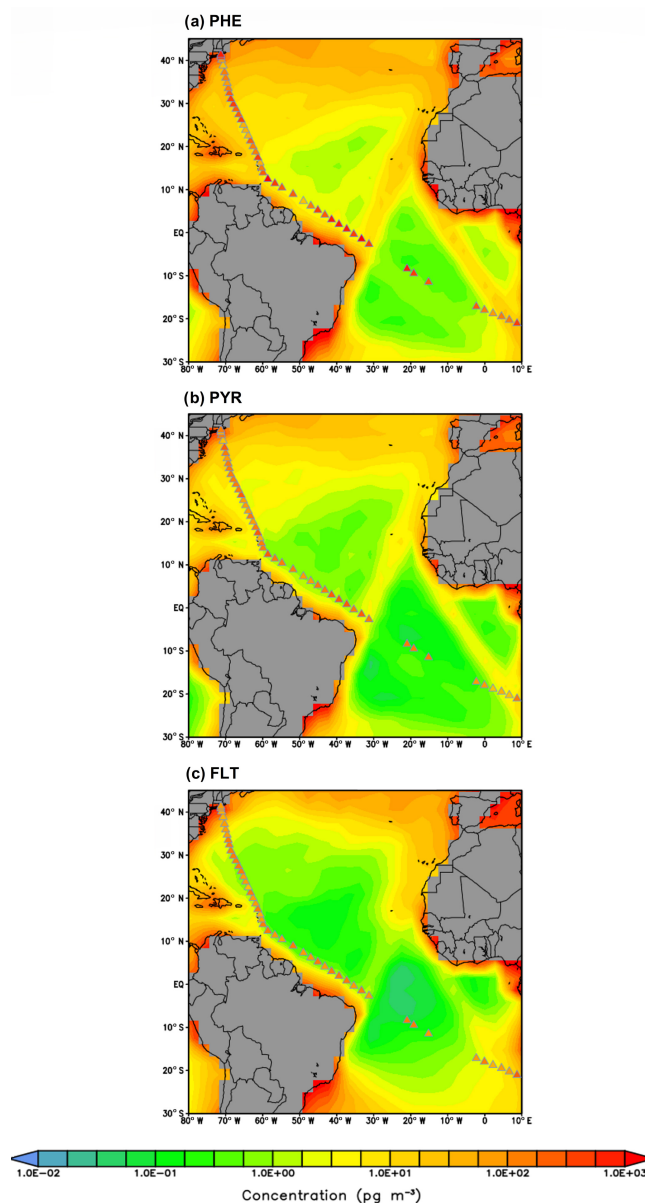 (a) PHE
40° N
30° N
20° N
10° N
EQ
10° S
20° S
30° S
80° W 70° W 60° W 50° W 40° W 30° W 20° W 10° W 0 10° E
(b) PYR
40° N
30° N
20° N
10° N
EQ
10° S
20° S
30° S
80° W 70° W 60° W 50° W 40° W 30° W 20° W 10° W 0 10° E
(c) FLT
40° N
30° N
20° N
10° N
EQ
10° S
20° S
30° S
80° W 70° W 60° W 50° W 40° W 30° W 20° W 10° W 0 10° E
1.0E-02 1.0E-01 1.0E+00 1.0E+01 1.0E+02 1.0E+03
Concentration (pg m⁻³)